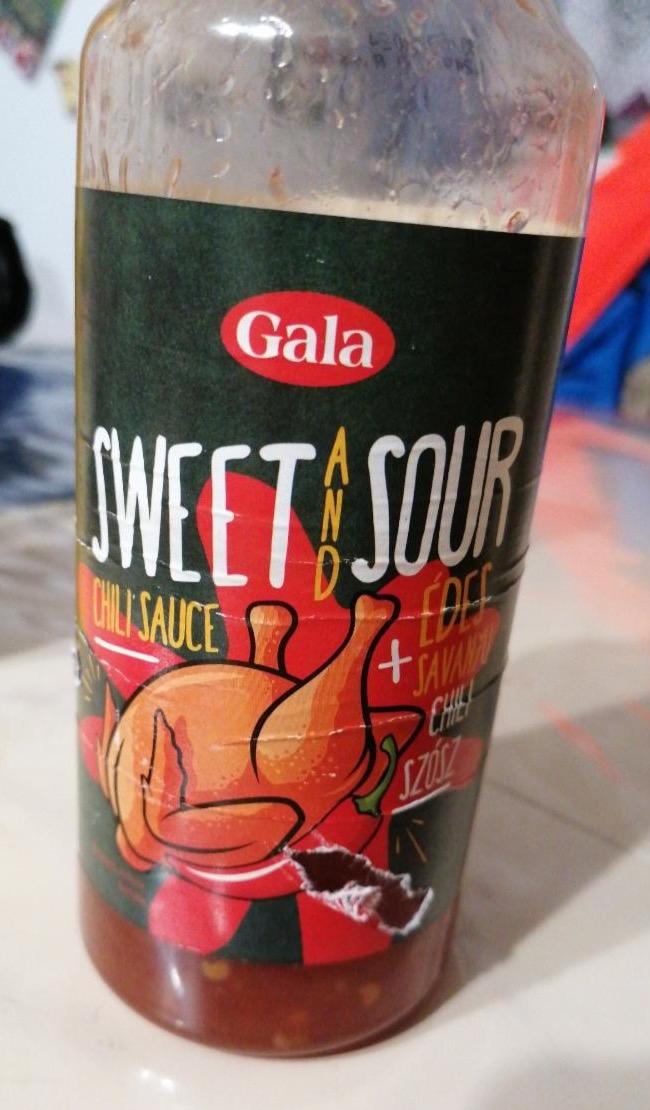 Gala
SWEET AND SOUR
CHILI SAUCE
+ ÉDES
SAVANYÚ
CHILI
SZÓSZ